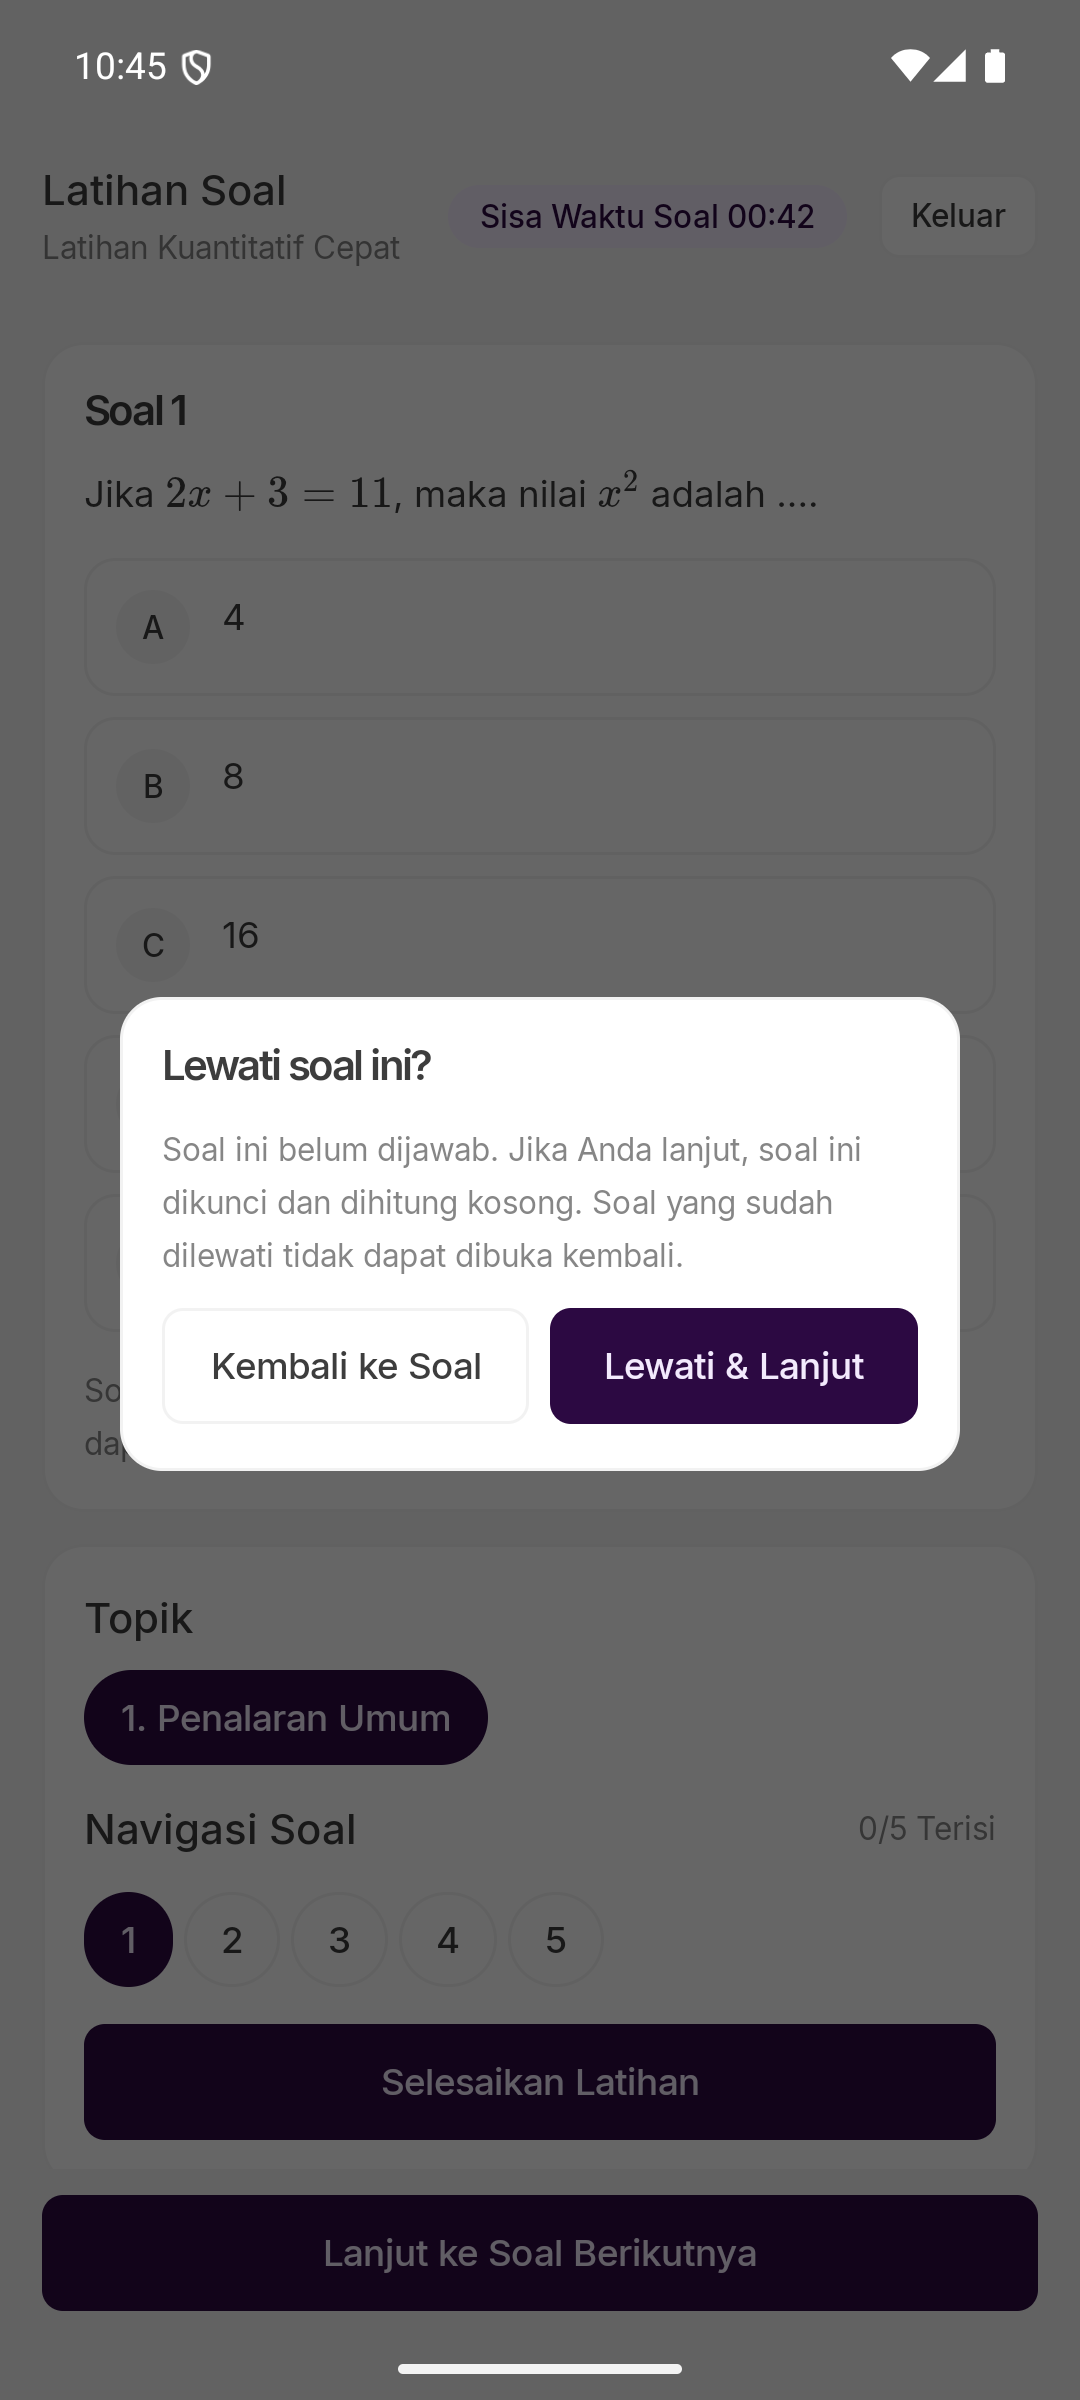 10:45
Latihan Soal
Latihan Kuantitatif Cepat
Sisa Waktu Soal 00:42
Keluar
Soal 1
Jika 2x + 3 = 11, maka nilai x² adalah ....
A 4
B 8
C 16
Lewati soal ini?
Soal ini belum dijawab. Jika Anda lanjut, soal ini
dikunci dan dihitung kosong. Soal yang sudah
dilewati tidak dapat dibuka kembali.
Kembali ke Soal
Lewati & Lanjut
Topik
1. Penalaran Umum
Navigasi Soal
0/5 Terisi
1 2 3 4 5
Selesaikan Latihan
Lanjut ke Soal Berikutnya